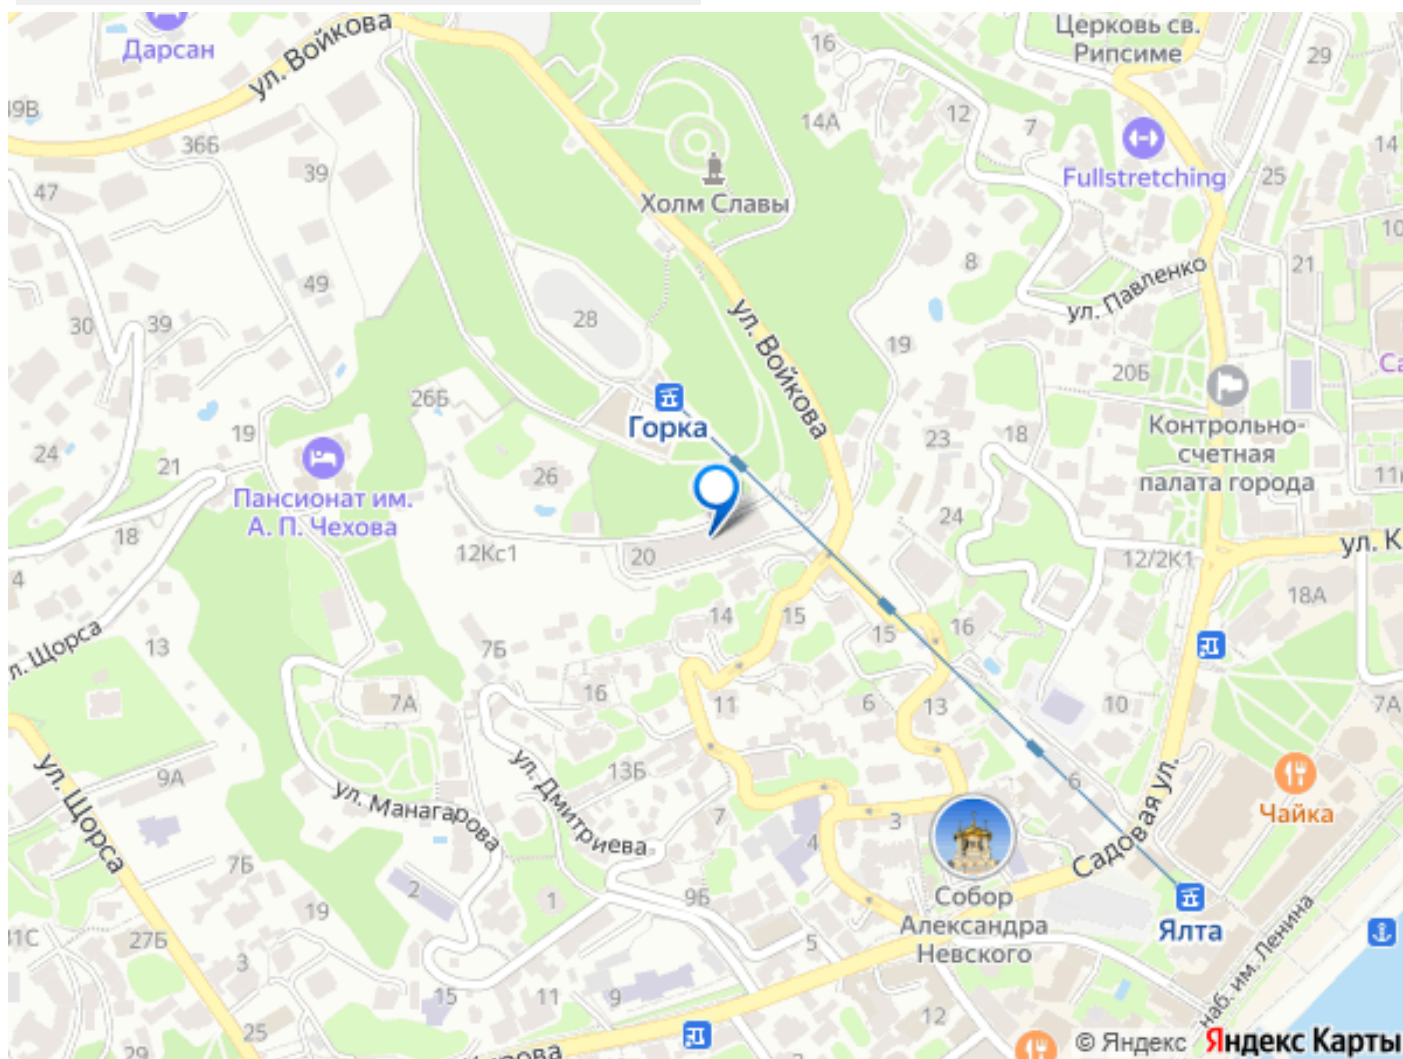 Дарсан
ул. Войкова
Церковь св.
Рипсиме
16
29
39В
36Б
12
7
14А
14
Fullstretching
47
39
25
Холм Славы
10
8
21
49
ул. Павленко
30
39
28
ул. Войкова
19
20Б
26Б
Горка
Контрольно-
счетная
палата города
19
23
18
24
21
26
11
Пансионат им.
А. П. Чехова
18
12Кс1
20
24
12/2К1
ул. К
4
18А
14
15
15
16
л. Щорса
13
7Б
16
7А
11
6
13
10
7А
ул. Щорса
9А
ул. Дмитриева
13Б
6
Чайка
ул. Манагарова
7
4
3
Садовая ул.
7Б
2
1
9Б
Собор
Александра
Невского
19
5
Ялта
31С
27Б
3
15
11
9
12
наб. им. Ленина
25
29
ирова
© Яндекс
Яндекс Карты